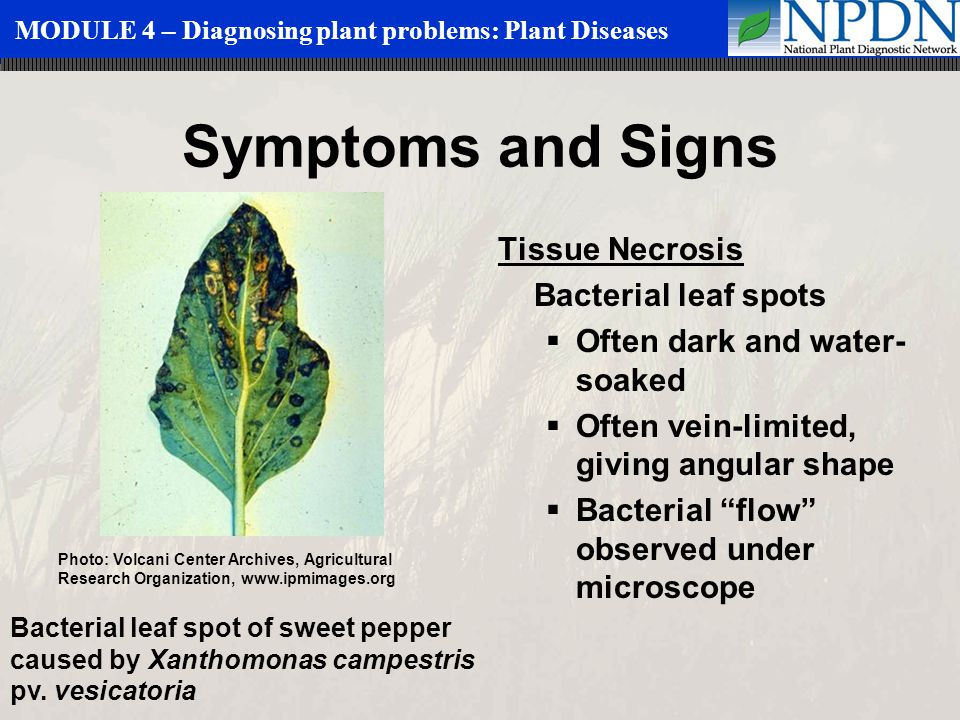 MODULE 4 – Diagnosing plant problems: Plant Diseases
NPDN
National Plant Diagnostic Network
Symptoms and Signs
Tissue Necrosis
Bacterial leaf spots
▪ Often dark and water-
soaked
▪ Often vein-limited,
giving angular shape
▪ Bacterial “flow”
observed under
microscope
Photo: Volcani Center Archives, Agricultural
Research Organization, www.ipmimages.org
Bacterial leaf spot of sweet pepper
caused by Xanthomonas campestris
pv. vesicatoria